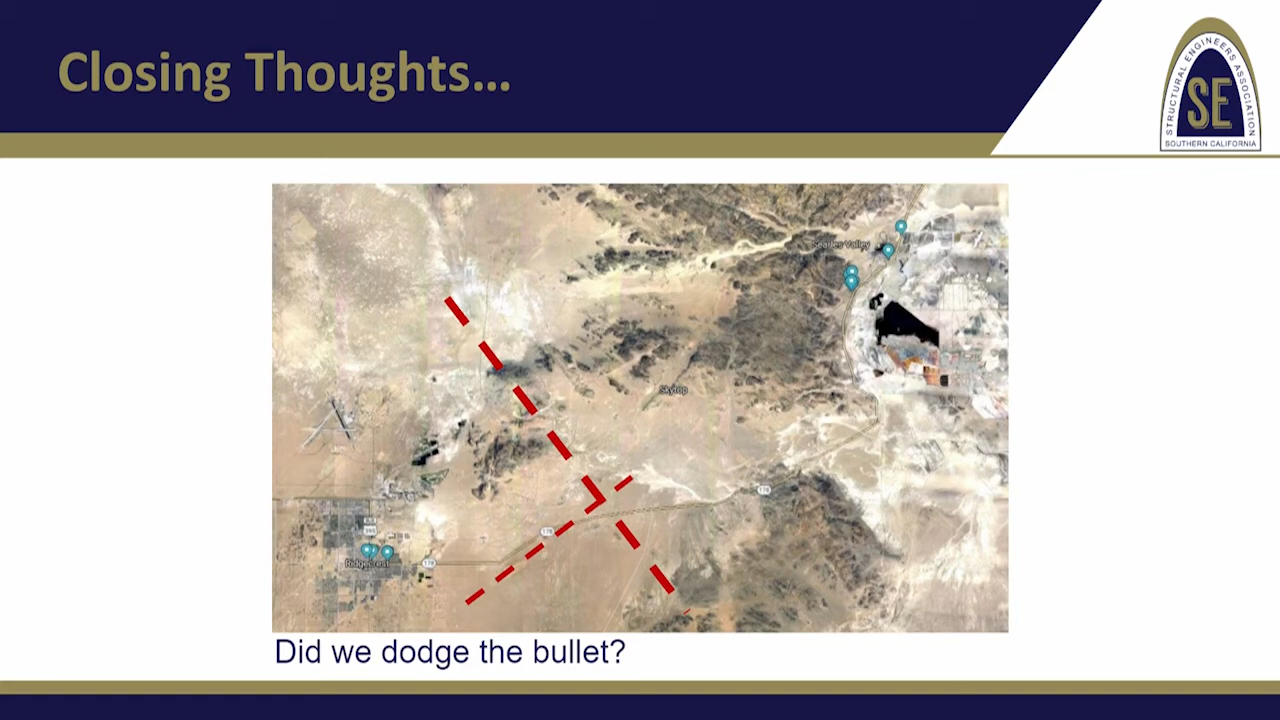 Closing Thoughts...
STRUCTURAL ENGINEERS ASSOCIATION
SE
SOUTHERN CALIFORNIA
Searles Valley
Skytop
178
178
395
Ridgecrest
178
Did we dodge the bullet?